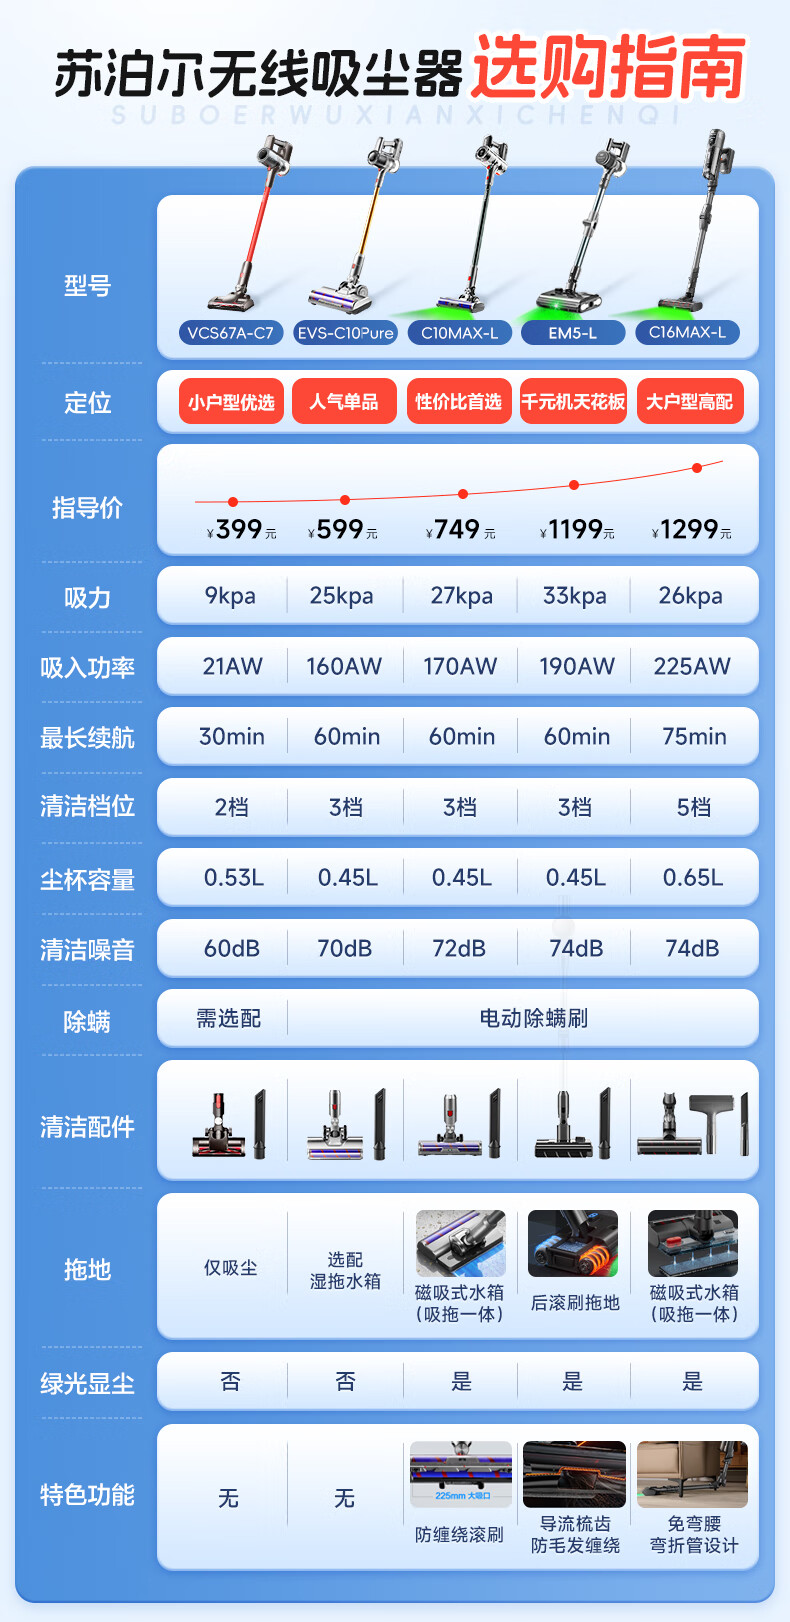 苏泊尔无线吸尘器选购指南
SUBOERWUXIANXICHENQI
型号
VCS67A-C7 EVS-C10Pure C10MAX-L EM5-L C16MAX-L
定位 小户型优选 人气单品 性价比首选 千元机天花板 大户型高配
指导价 ¥399元 ¥599元 ¥749元 ¥1199元 ¥1299元
吸力 9kpa 25kpa 27kpa 33kpa 26kpa
吸入功率 21AW 160AW 170AW 190AW 225AW
最长续航 30min 60min 60min 60min 75min
清洁档位 2档 3档 3档 3档 5档
尘杯容量 0.53L 0.45L 0.45L 0.45L 0.65L
清洁噪音 60dB 70dB 72dB 74dB 74dB
除螨 需选配 电动除螨刷
清洁配件
拖地 仅吸尘
选配
湿拖水箱
磁吸式水箱
(吸拖一体)
后滚刷拖地
磁吸式水箱
(吸拖一体)
绿光显尘 否 否 是 是 是
特色功能 无 无
225mm 大吸口
防缠绕滚刷
导流梳齿
防毛发缠绕
免弯腰
弯折管设计